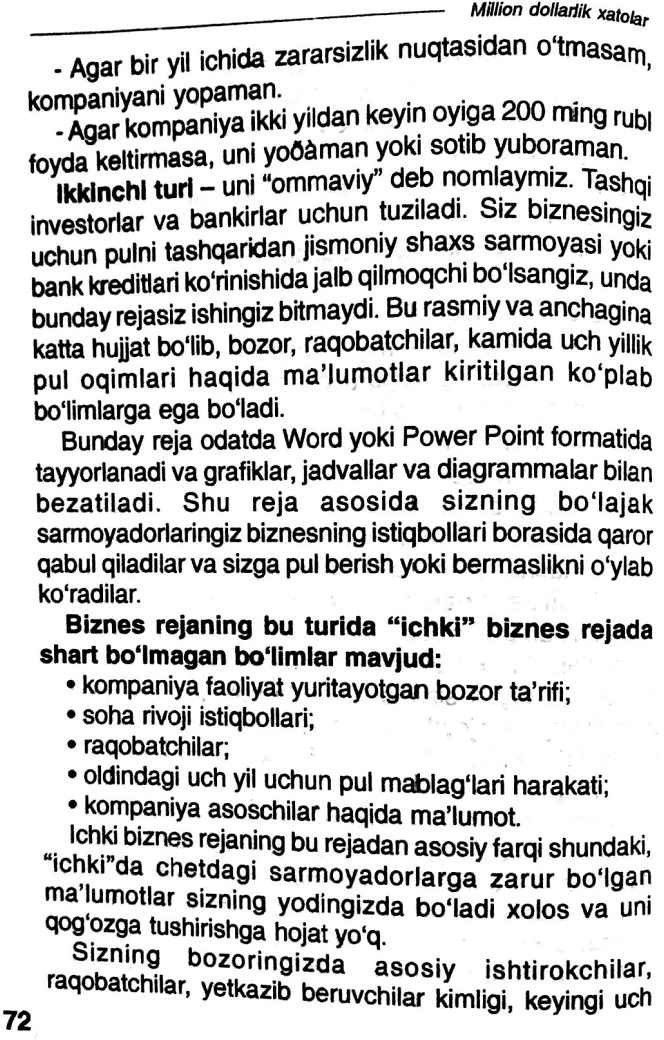 Million dollarlik xatolar
- Agar bir yil ichida zararsizlik nuqtasidan o‘tmasam,
kompaniyani yopaman.
- Agar kompaniya ikki yildan keyin oyiga 200 ming rubl
foyda keltirmasa, uni yoðàman yoki sotib yuboraman.
Ikkinchi turi – uni “ommaviy” deb nomlaymiz. Tashqi
investorlar va bankirlar uchun tuziladi. Siz biznesingiz
uchun pulni tashqaridan jismoniy shaxs sarmoyasi yoki
bank kreditlari ko‘rinishida jalb qilmoqchi bo‘lsangiz, unda
bunday rejasiz ishingiz bitmaydi. Bu rasmiy va anchagina
katta hujjat bo‘lib, bozor, raqobatchilar, kamida uch yillik
pul oqimlari haqida ma’lumotlar kiritilgan ko‘plab
bo‘limlarga ega bo‘ladi.
Bunday reja odatda Word yoki Power Point formatida
tayyorlanadi va grafiklar, jadvallar va diagrammalar bilan
bezatiladi. Shu reja asosida sizning bo‘lajak
sarmoyadorlaringiz biznesning istiqbollari borasida qaror
qabul qiladilar va sizga pul berish yoki bermaslikni o‘ylab
ko‘radilar.
Biznes rejaning bu turida “ichki” biznes rejada
shart bo‘lmagan bo‘limlar mavjud:
• kompaniya faoliyat yuritayotgan bozor ta’rifi;
• soha rivoji istiqbollari;
• raqobatchilar;
• oldindagi uch yil uchun pul mablag‘lari harakati;
• kompaniya asoschilar haqida ma’lumot.
Ichki biznes rejaning bu rejadan asosiy farqi shundaki,
“ichki”da chetdagi sarmoyadorlarga zarur bo‘lgan
ma’lumotlar sizning yodingizda bo‘ladi xolos va uni
qog‘ozga tushirishga hojat yo‘q.
Sizning bozoringizda asosiy ishtirokchilar,
raqobatchilar, yetkazib beruvchilar kimligi, keyingi uch
72